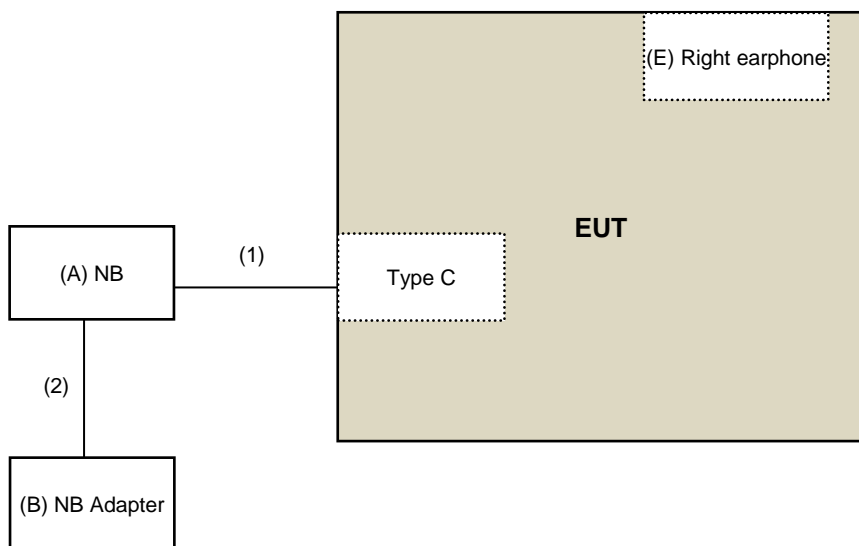 (E) Right earphone
EUT
(1)
(A) NB
Type C
(2)
(B) NB Adapter